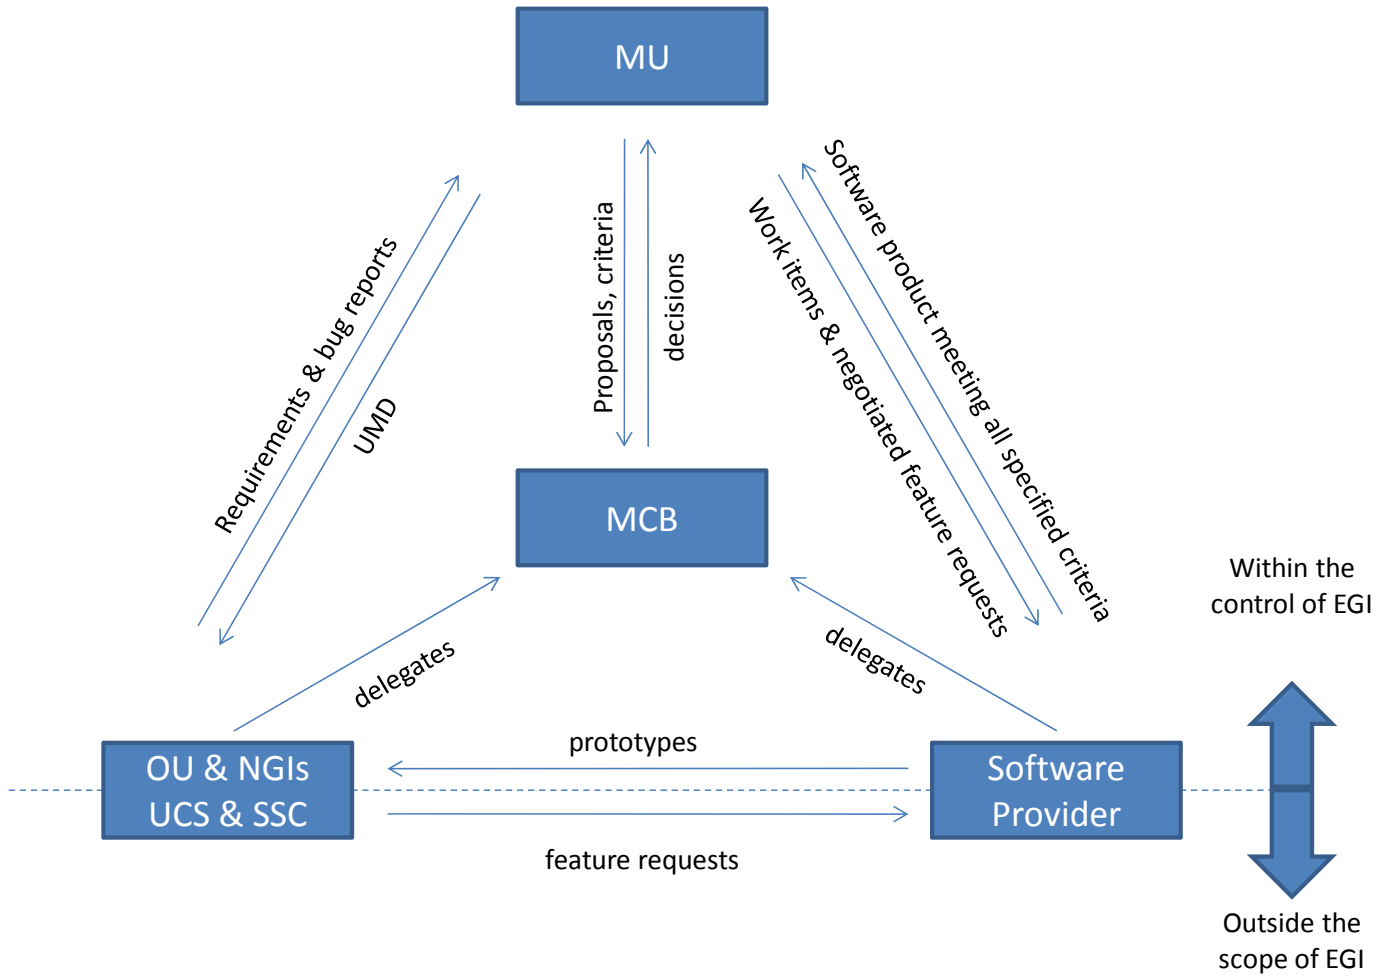 MU
Requirements & bug reports
UMD
Proposals, criteria
decisions
Work items & negotiated feature requests
Software product meeting all specified criteria
MCB
Within the
control of EGI
delegates
delegates
prototypes
OU & NGIs
UCS & SSC
Software
Provider
feature requests
Outside the
scope of EGI